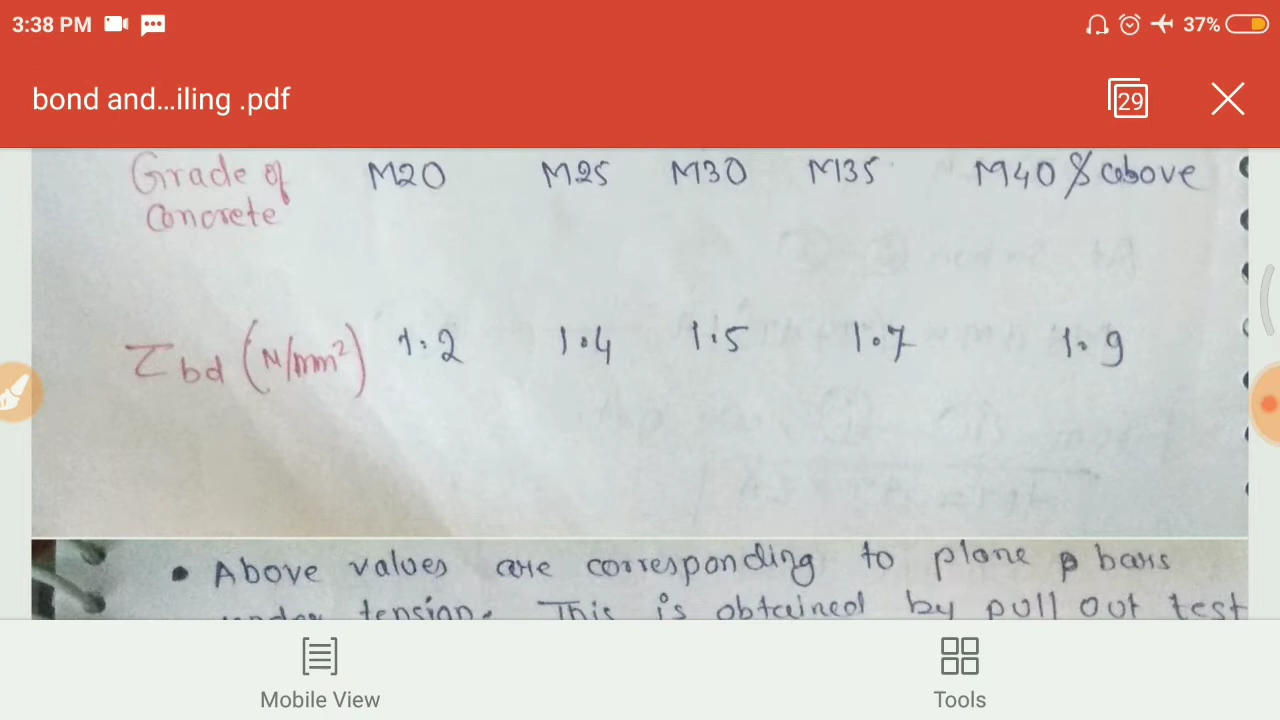 3:38 PM
37%
bond and...iling .pdf
29
Grade of M20 M25 M30 M35 M40 & above
Concrete
τbd (N/mm²) 1.2 1.4 1.5 1.7 1.9
• Above values are corresponding to plane bars
under tension. This is obtained by pull out test
Mobile View
Tools